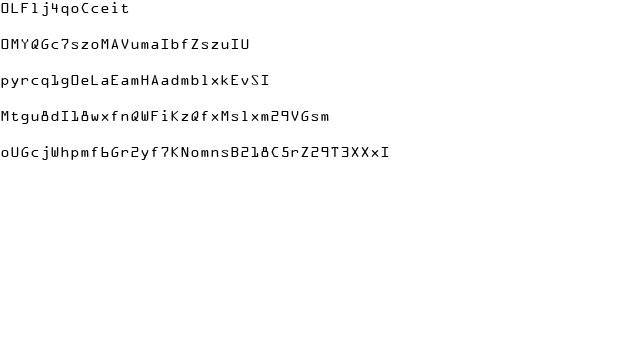 OLFlj4qoCceit
OMYQGc7szoMAVumaIbfZszuIU
pyrcq1gOeLaEamHAadmblxkEvSI
Mtgu8dI18wxfnQWFiKzQfxMslxm29VGsm
oUGcjWhpmf6Gr2yf7KNomnsB218C5rZ29T3XXxI